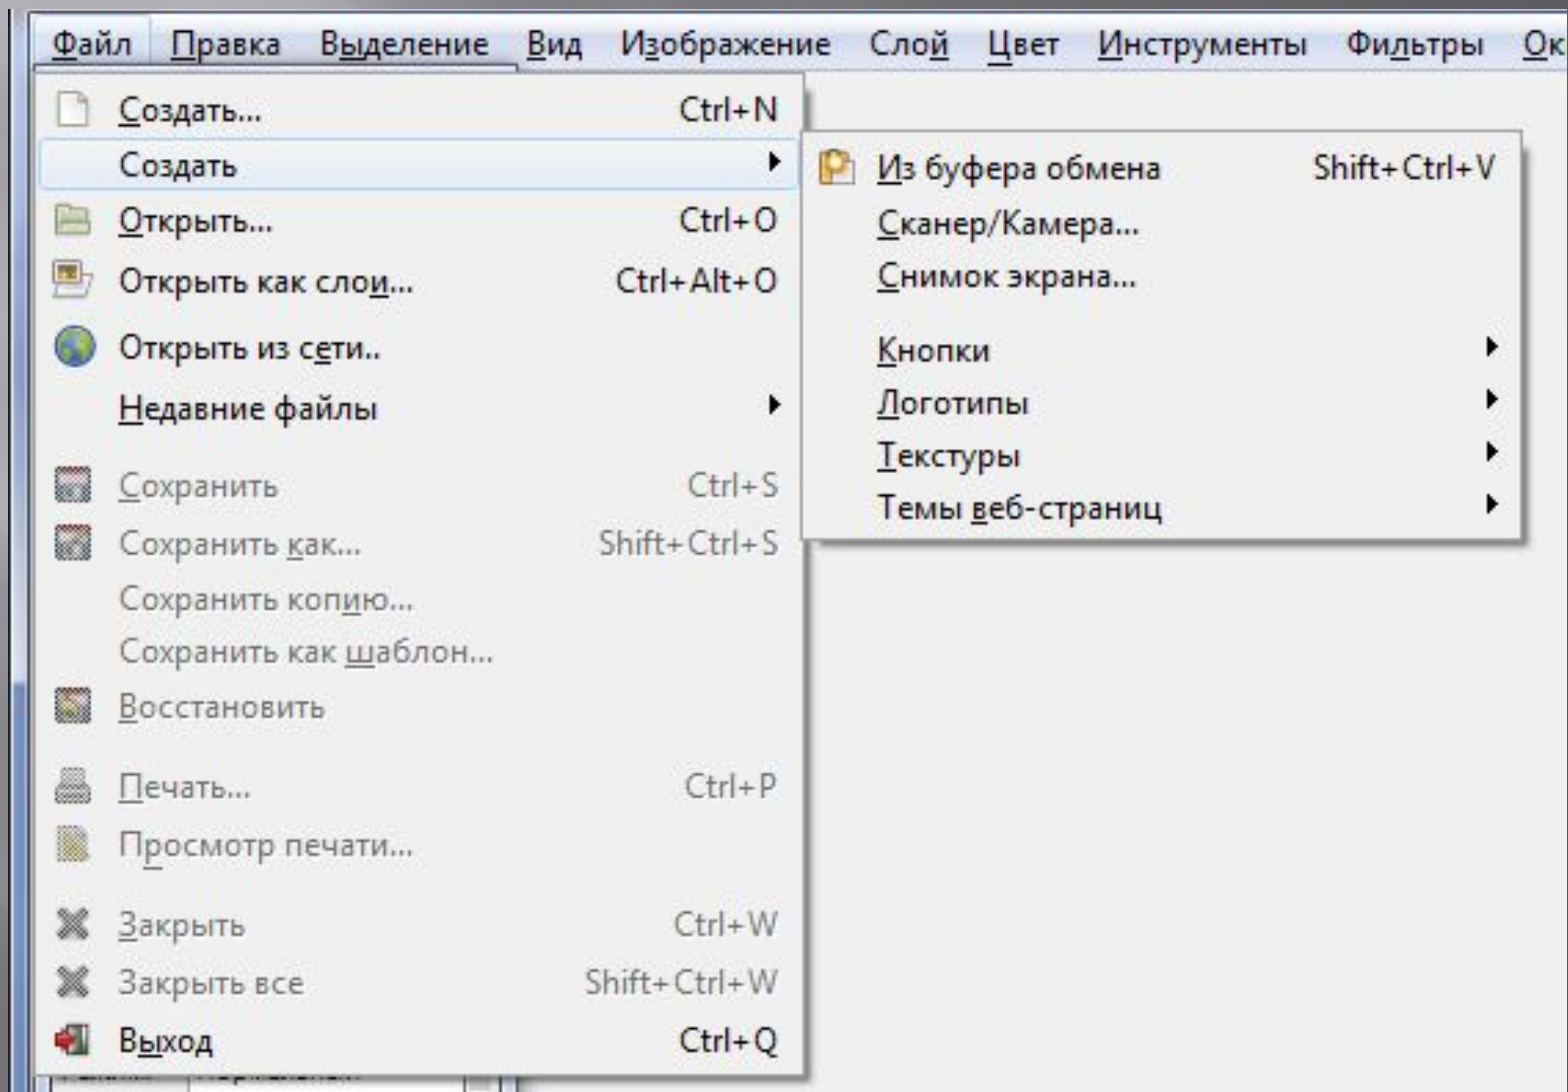 Файл Правка Выделение Вид Изображение Слой Цвет Инструменты Фильтры Ок
Создать... Ctrl+N
Создать
Открыть... Ctrl+O
Открыть как слои... Ctrl+Alt+O
Открыть из сети..
Недавние файлы
Сохранить Ctrl+S
Сохранить как... Shift+Ctrl+S
Сохранить копию...
Сохранить как шаблон...
Восстановить
Печать... Ctrl+P
Просмотр печати...
Закрыть Ctrl+W
Закрыть все Shift+Ctrl+W
Выход Ctrl+Q
Из буфера обмена Shift+Ctrl+V
Сканер/Камера...
Снимок экрана...
Кнопки
Логотипы
Текстуры
Темы веб-страниц